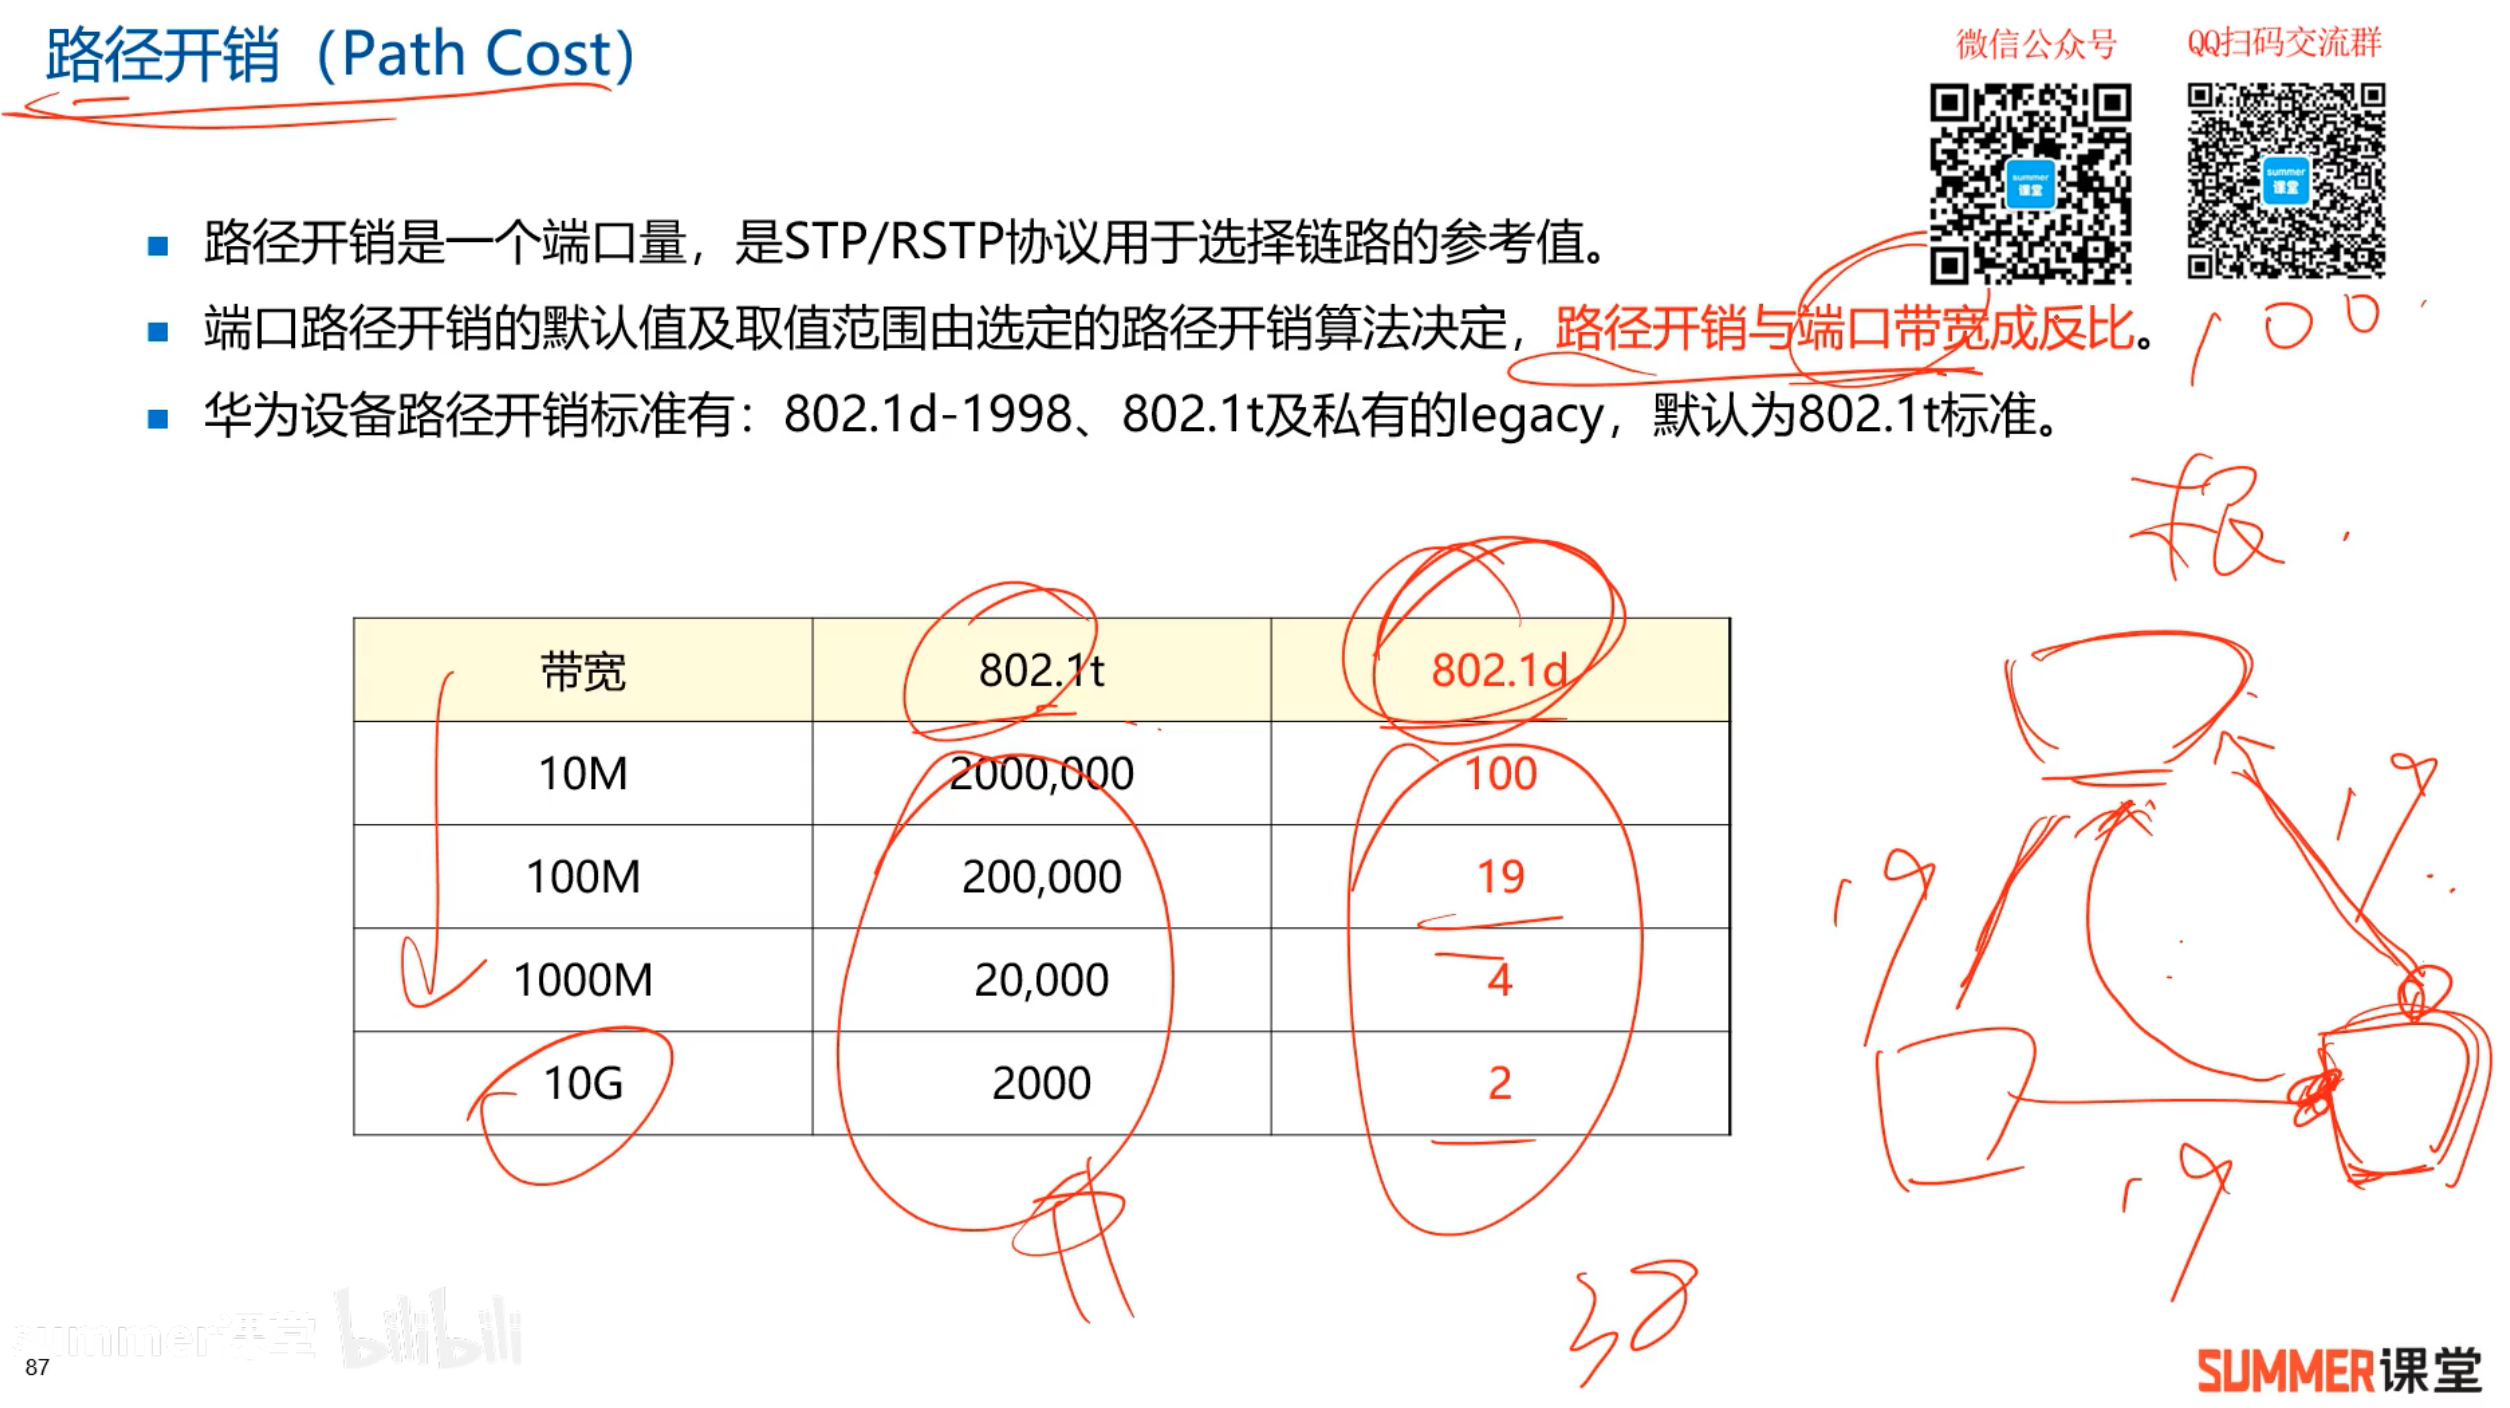 路径开销（Path Cost）
微信公众号
QQ扫码交流群
summer
课堂
summer
课堂
路径开销是一个端口量，是STP/RSTP协议用于选择链路的参考值。
端口路径开销的默认值及取值范围由选定的路径开销算法决定，路径开销与端口带宽成反比。
100
华为设备路径开销标准有：802.1d-1998、802.1t及私有的legacy，默认为802.1t标准。
根
带宽 802.1t 802.1d
10M 2000,000 100
100M 200,000 19
1000M 20,000 4
10G 2000 2
19
19
19
summer课堂 bilibili
87
SUMMER课堂